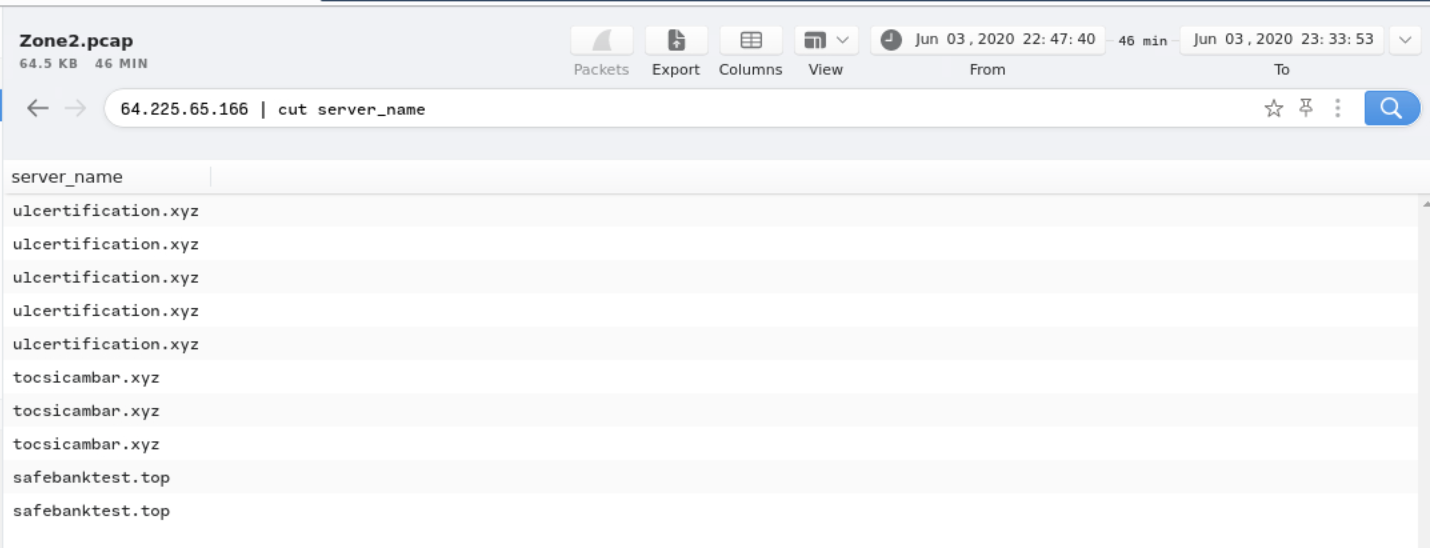 Zone2.pcap
64.5 KB 46 MIN
Packets
Export
Columns
View
Jun 03, 2020 22:47:40
From
46 min
Jun 03, 2020 23:33:53
To
64.225.65.166 | cut server_name
server_name
ulcertification.xyz
ulcertification.xyz
ulcertification.xyz
ulcertification.xyz
ulcertification.xyz
tocsicambar.xyz
tocsicambar.xyz
tocsicambar.xyz
safebanktest.top
safebanktest.top